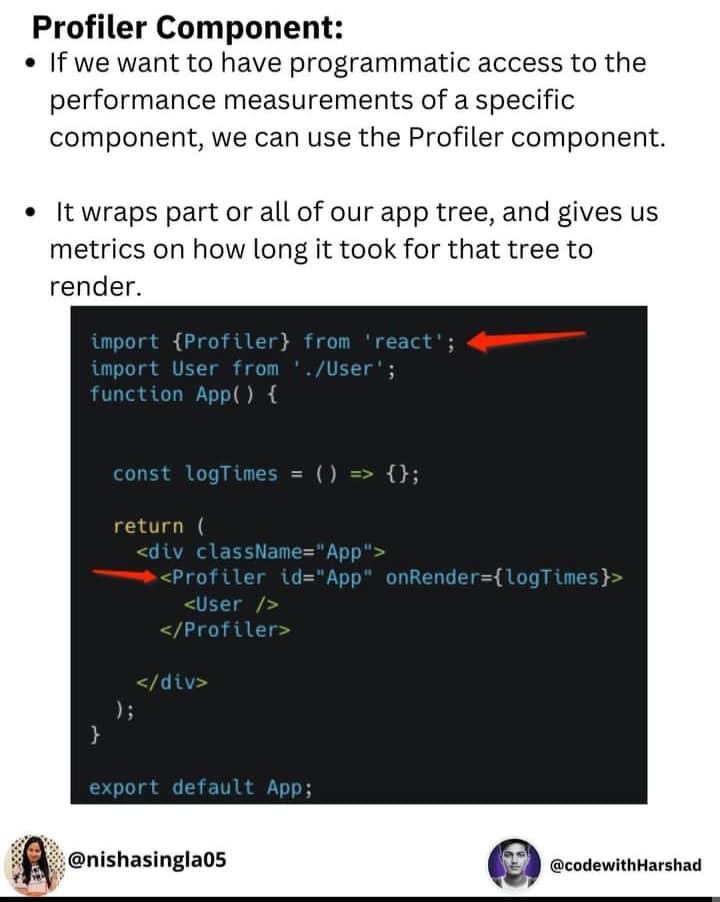 Profiler Component:
• If we want to have programmatic access to the
performance measurements of a specific
component, we can use the Profiler component.
• It wraps part or all of our app tree, and gives us
metrics on how long it took for that tree to
render.
import {Profiler} from 'react';
import User from './User';
function App() {
const logTimes = () => {};
return (
<div className="App">
<Profiler id="App" onRender={logTimes}>
<User />
</Profiler>
</div>
);
}
export default App;
@nishasingla05
@codewithHarshad